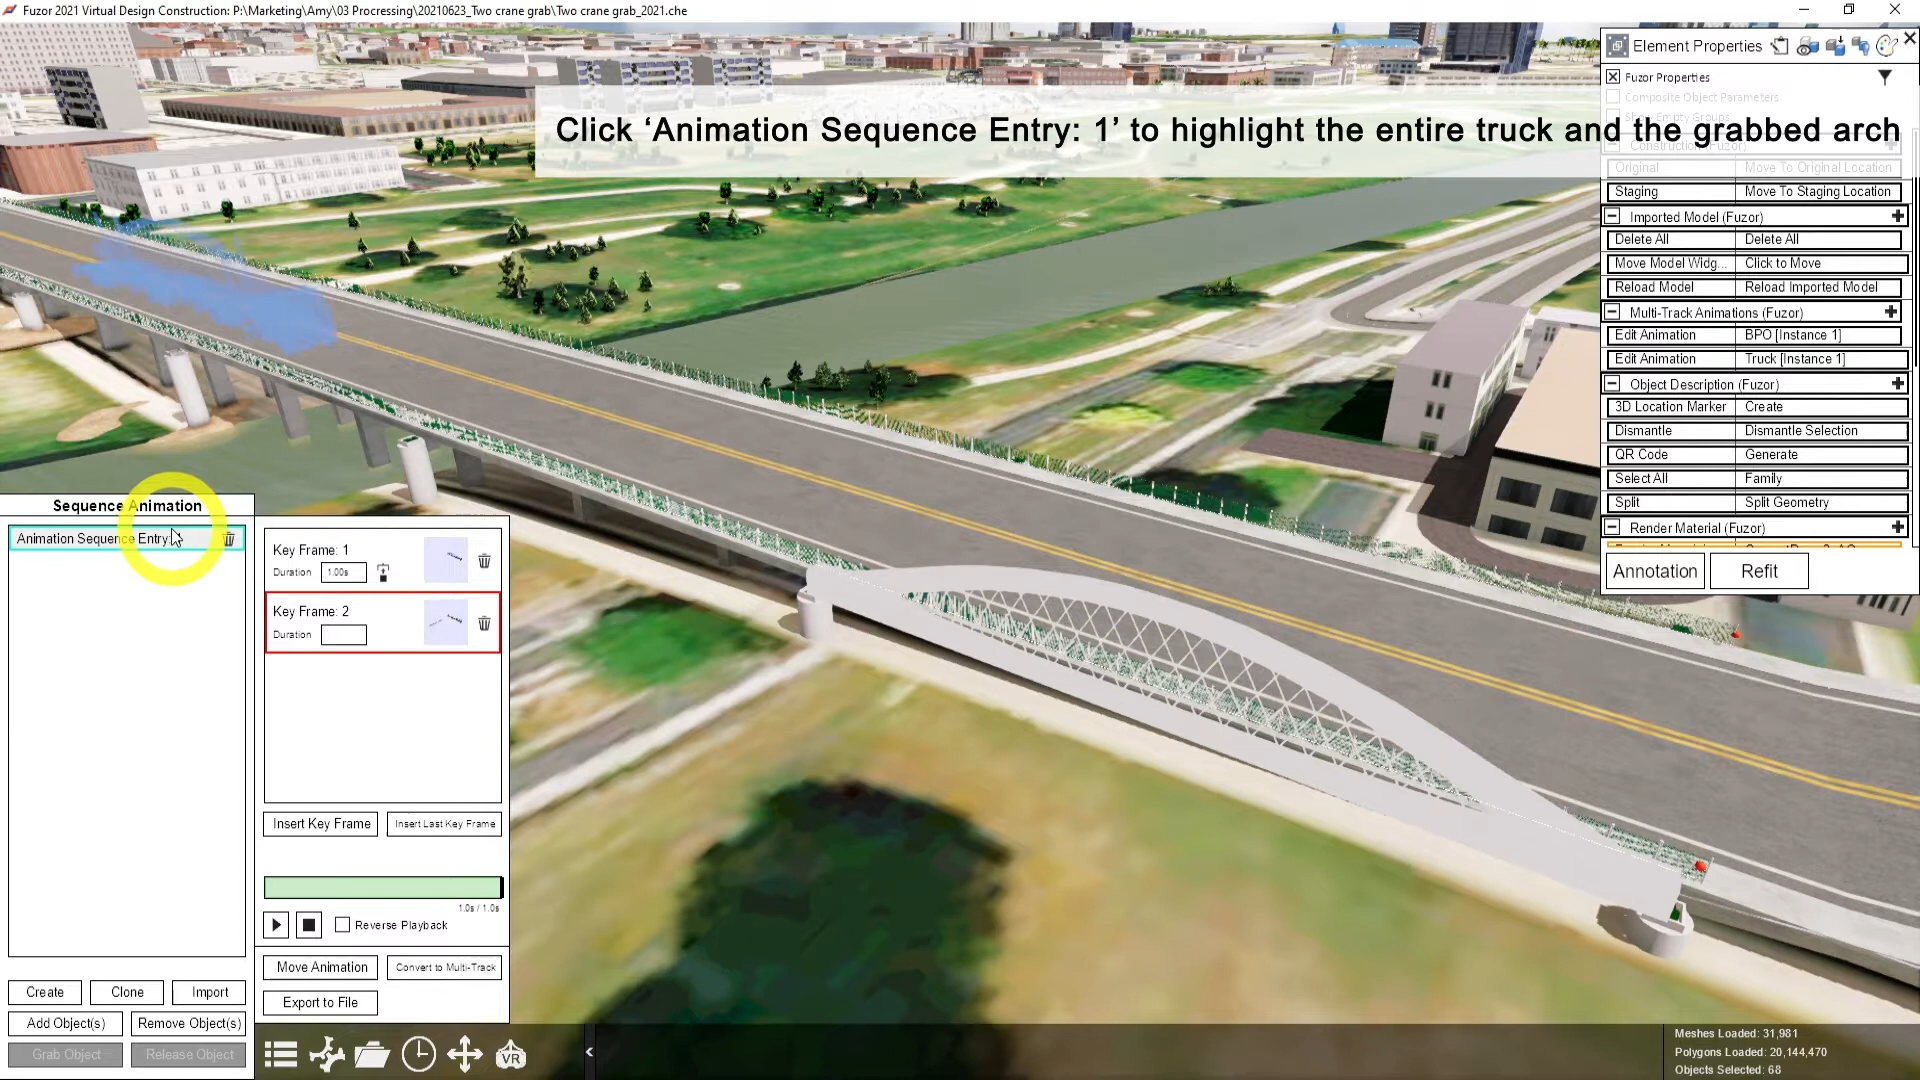 Fuzor 2021 Virtual Design Construction: P:\Marketing\Amy\03 Procressing\20210623_Two crane grab\Two crane grab_2021.che
Click ‘Animation Sequence Entry: 1’ to highlight the entire truck and the grabbed arch
Element Properties
Fuzor Properties
Composite Object Parameters
Show Empty Groups
Construction (Fuzor)
Original Move To Original Location
Staging Move To Staging Location
Imported Model (Fuzor)
Delete All Delete All
Move Model Widg... Click to Move
Reload Model Reload Imported Model
Multi-Track Animations (Fuzor)
Edit Animation BPO [Instance 1]
Edit Animation Truck [Instance 1]
Object Description (Fuzor)
3D Location Marker Create
Dismantle Dismantle Selection
QR Code Generate
Select All Family
Split Split Geometry
Render Material (Fuzor)
Annotation Refit
Sequence Animation
Animation Sequence Entry:
Key Frame: 1
Duration 1.00s
Key Frame: 2
Duration
Insert Key Frame Insert Last Key Frame
1.0s / 1.0s
Reverse Playback
Move Animation Convert to Multi-Track
Export to File
Create Clone Import
Add Object(s) Remove Object(s)
Grab Object Release Object
VR
Meshes Loaded: 31,981
Polygons Loaded: 20,144,470
Objects Selected: 68